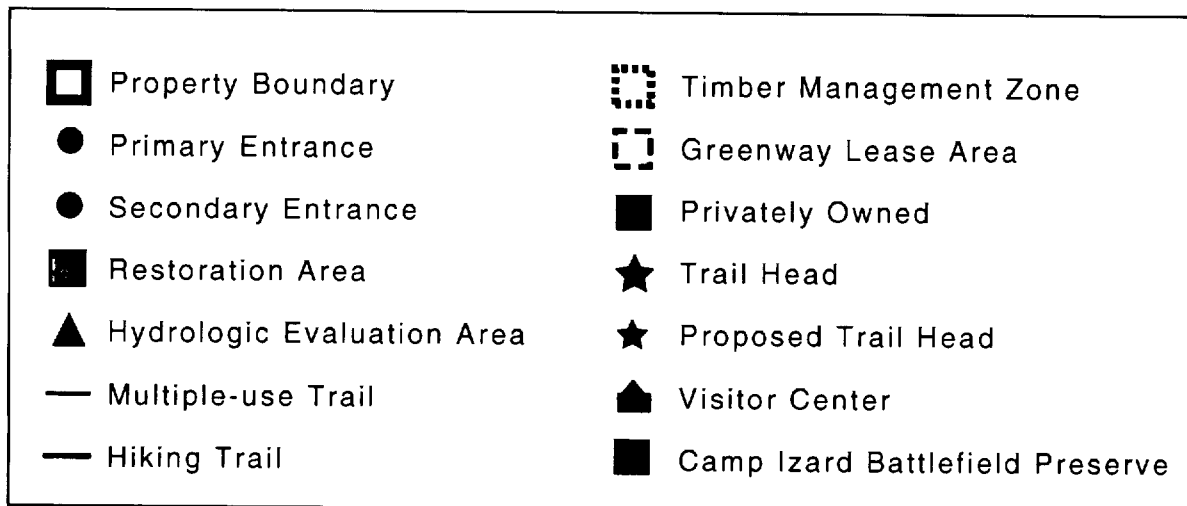 Property Boundary
Primary Entrance
Secondary Entrance
Restoration Area
Hydrologic Evaluation Area
Multiple-use Trail
Hiking Trail
Timber Management Zone
Greenway Lease Area
Privately Owned
Trail Head
Proposed Trail Head
Visitor Center
Camp Izard Battlefield Preserve